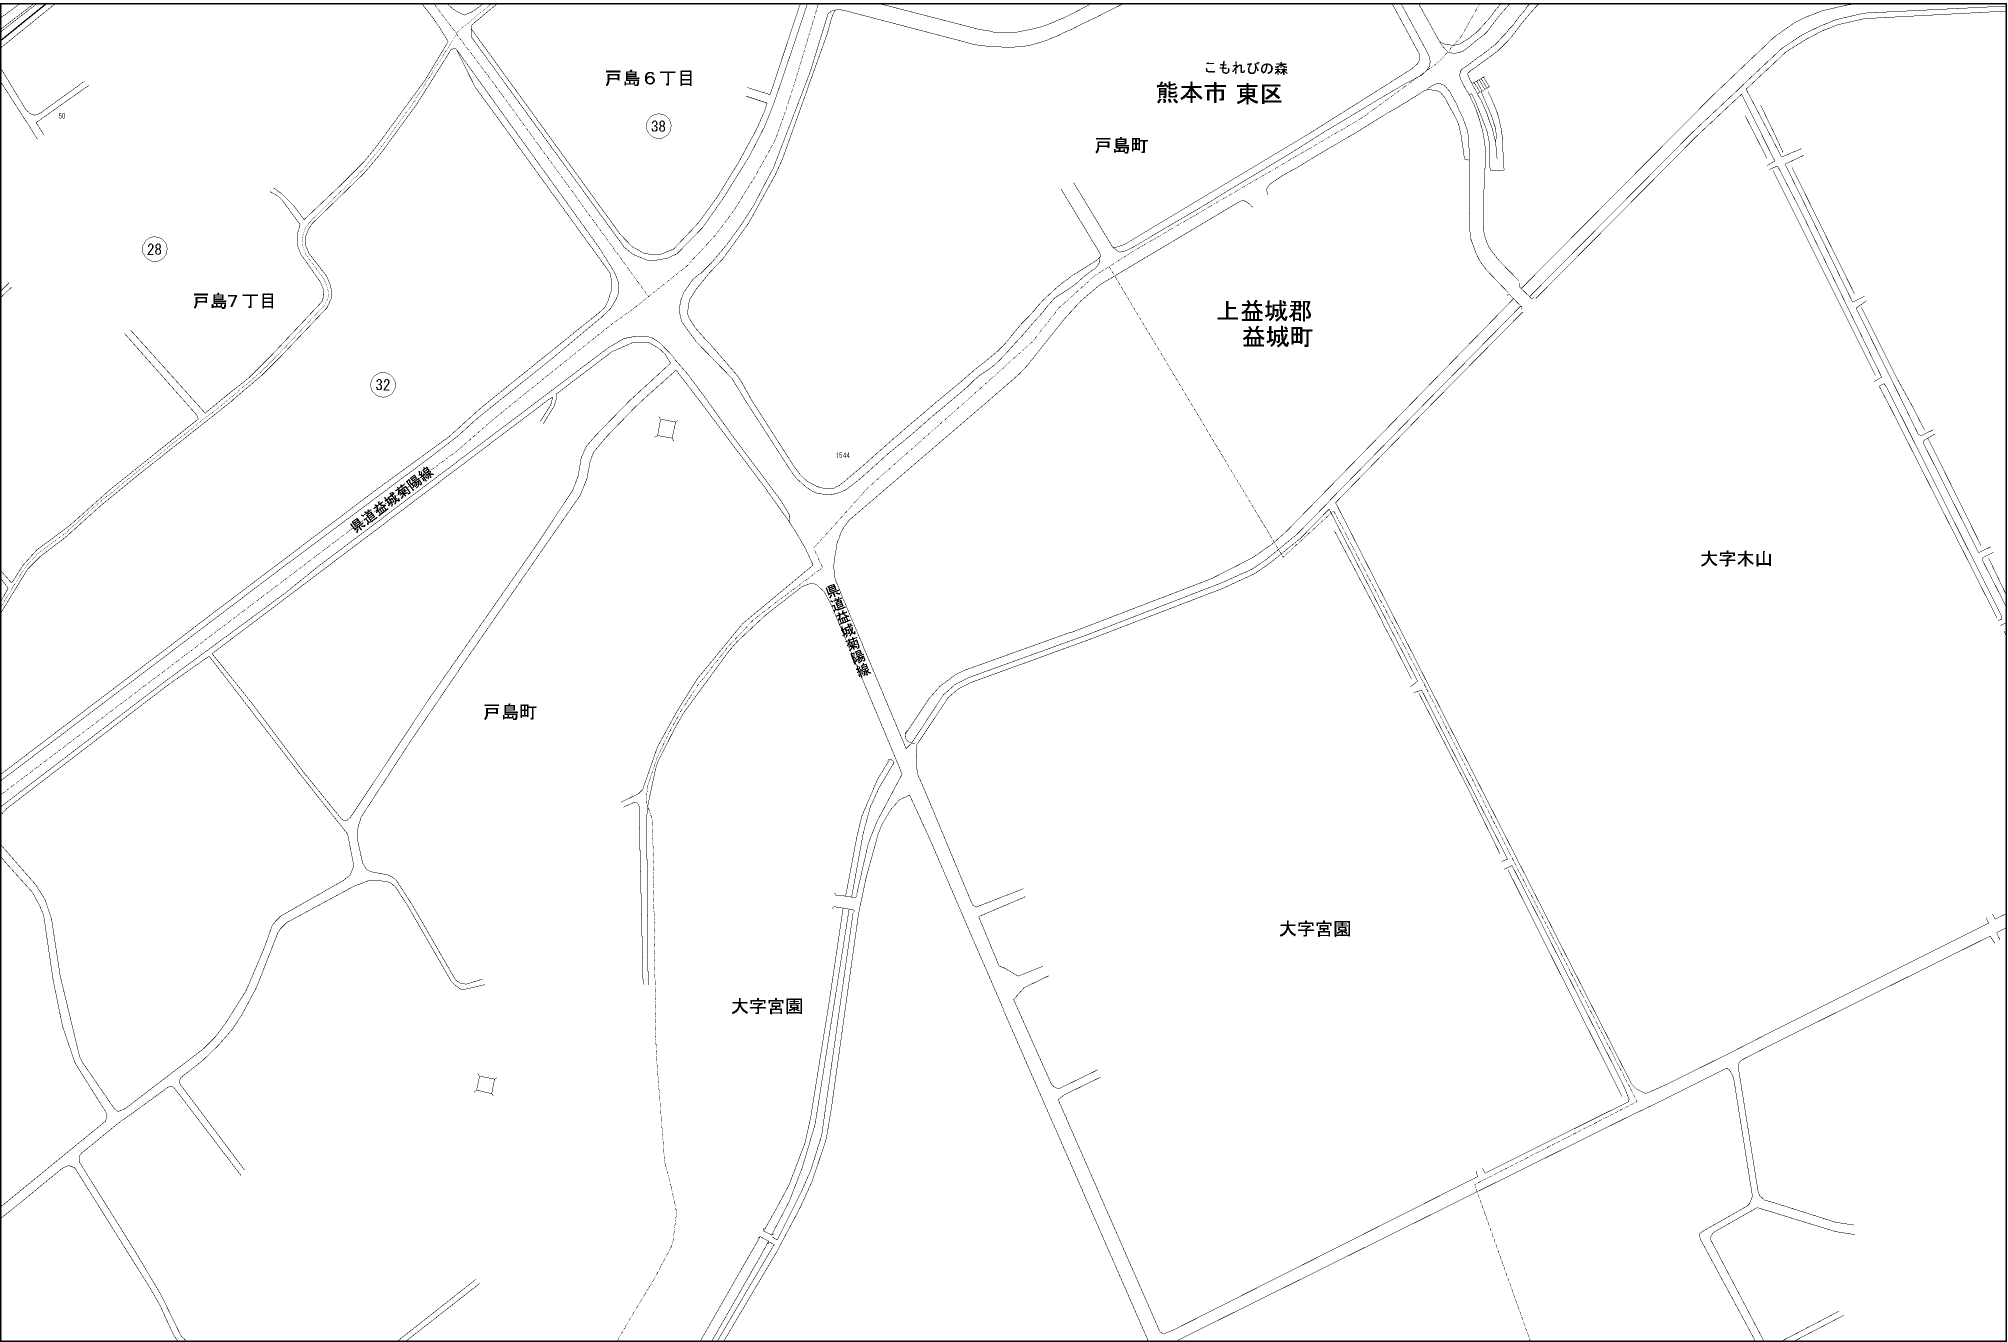 こもれびの森
戸島６丁目
熊本市 東区
50
38
戸島町
28
戸島７丁目
上益城郡
益城町
32
1544
県道益城菊陽線
大字木山
県道益城菊陽線
戸島町
大字宮園
大字宮園